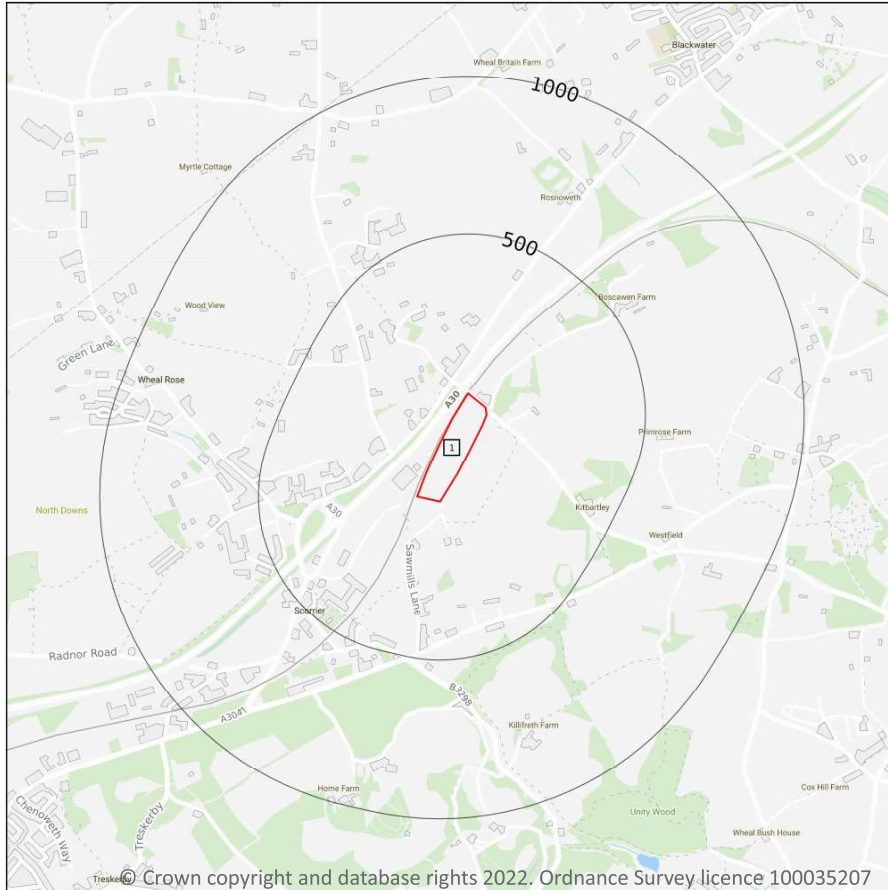 Blackwater
Wheal Britain Farm
1000
Myrtle Cottage
Rosnoweth
500
Boscawen Farm
Wood View
Green Lane
Wheal Rose
A30
Primrose Farm
1
North Downs
A30
Kitbartley
Westfield
Sawmills Lane
Scorrier
Radnor Road
B3298
A3041
Killifreth Farm
Home Farm
Cox Hill Farm
Chenoweth Way
Treskerby
Unity Wood
Wheal Bush House
Treskerby
© Crown copyright and database rights 2022. Ordnance Survey licence 100035207